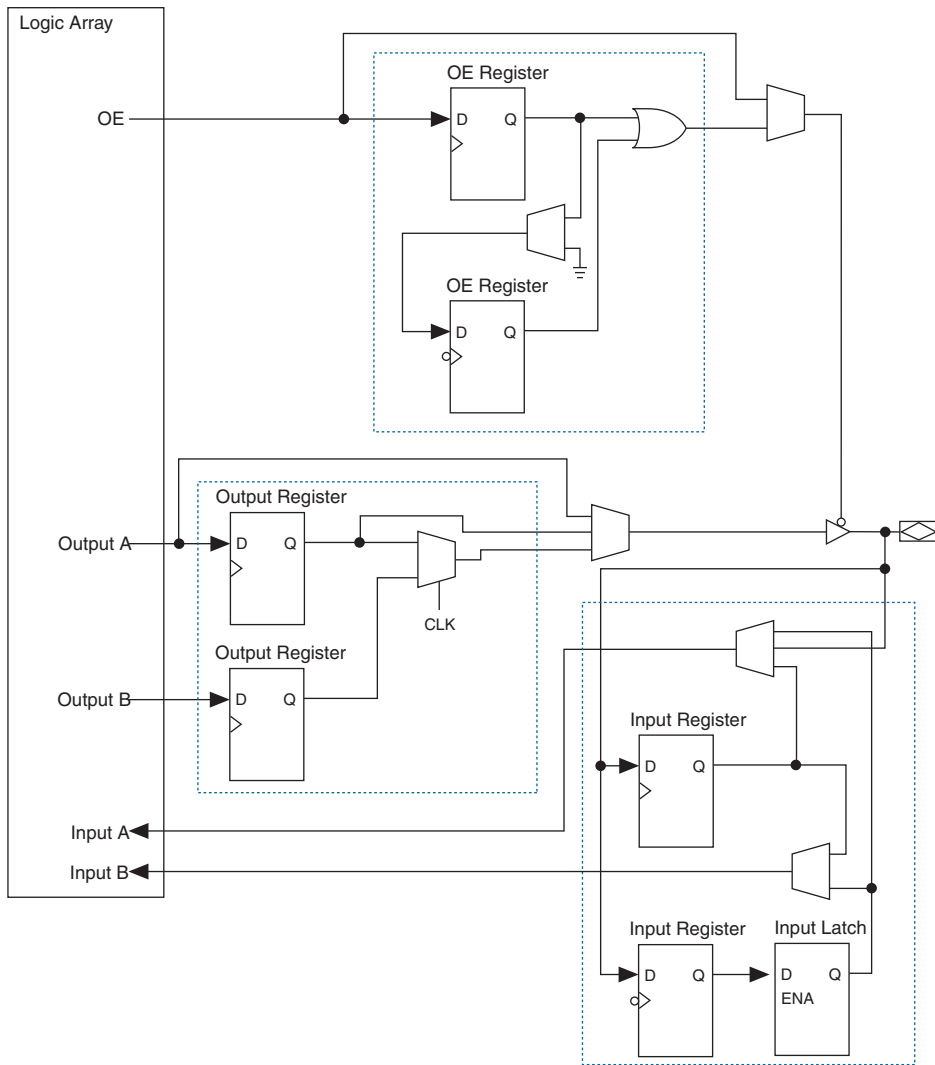 Logic Array
OE Register
OE
D Q
OE Register
D Q
Output Register
Output A
D Q
CLK
Output Register
Output B
D Q
Input Register
D Q
Input A
Input B
Input Register
Input Latch
D Q
D Q
ENA